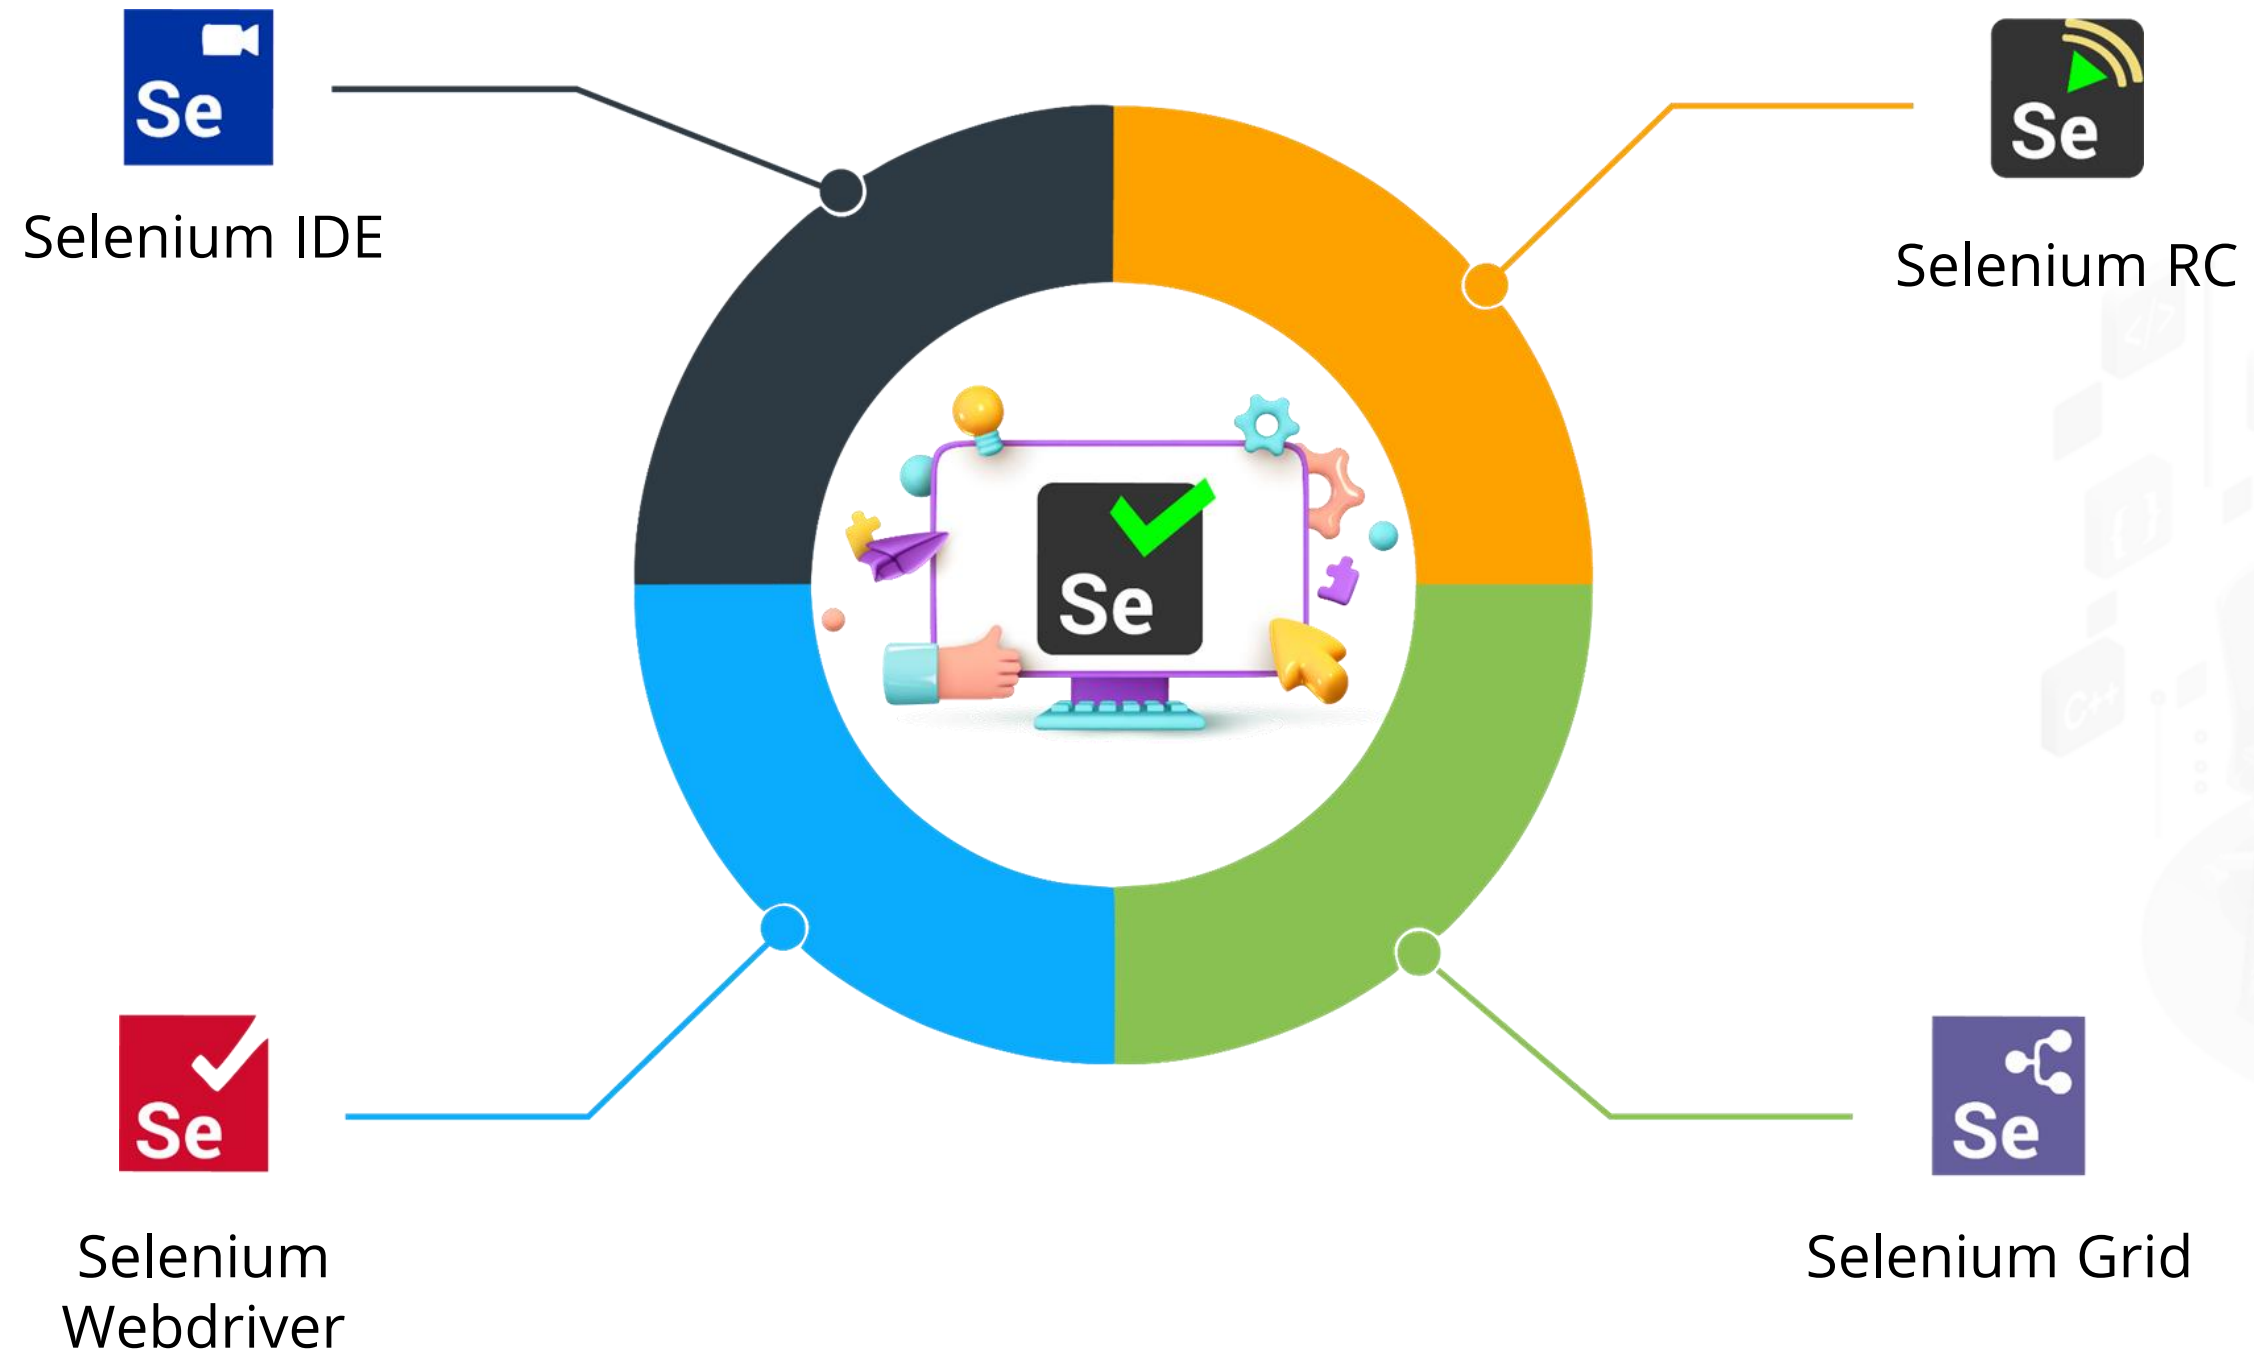 Se
Selenium IDE
Se
Selenium RC
Se
Se
Selenium
Webdriver
Se
Selenium Grid
</>
{ }
C++